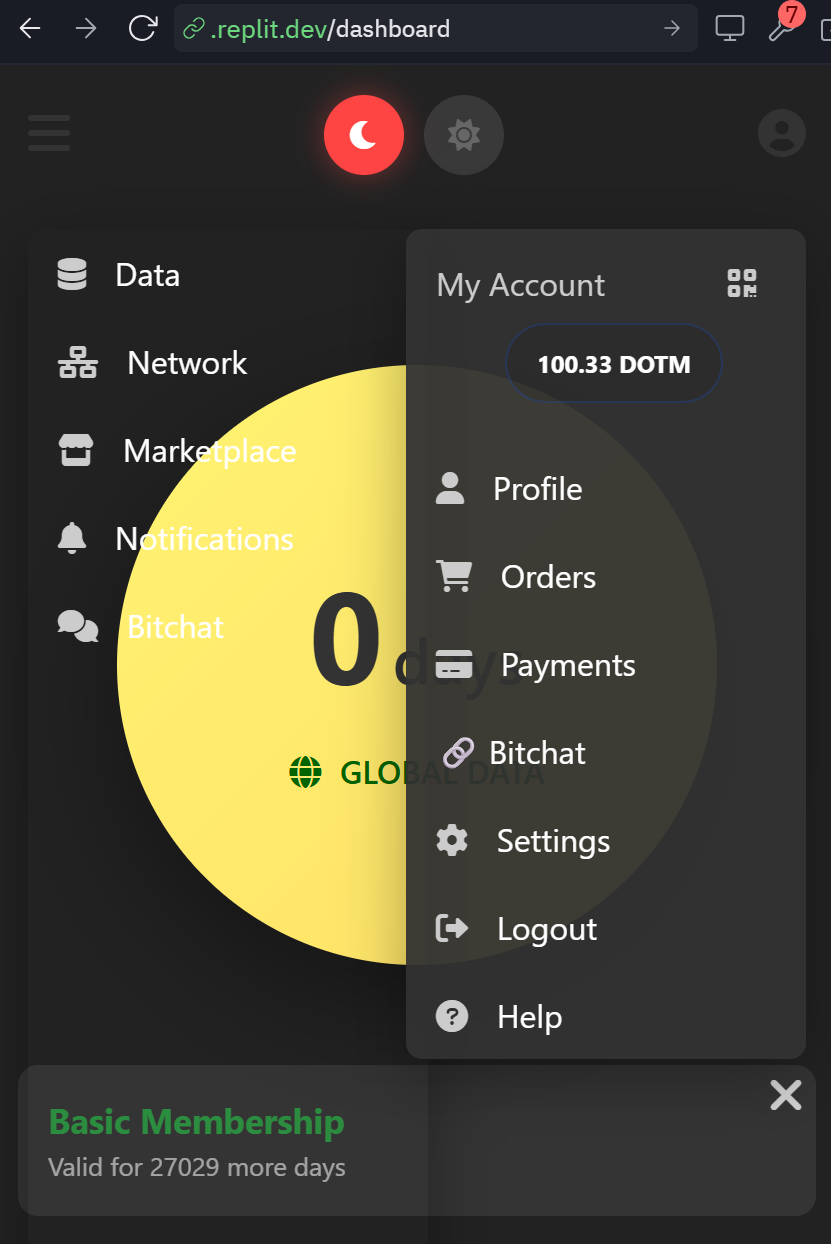 .replit.dev/dashboard
7
Data
Network
Marketplace
Notifications
Bitchat
My Account
100.33 DOTM
Profile
Orders
Payments
Bitchat
Settings
Logout
Help
0 days
GLOBAL DATA
Basic Membership
Valid for 27029 more days